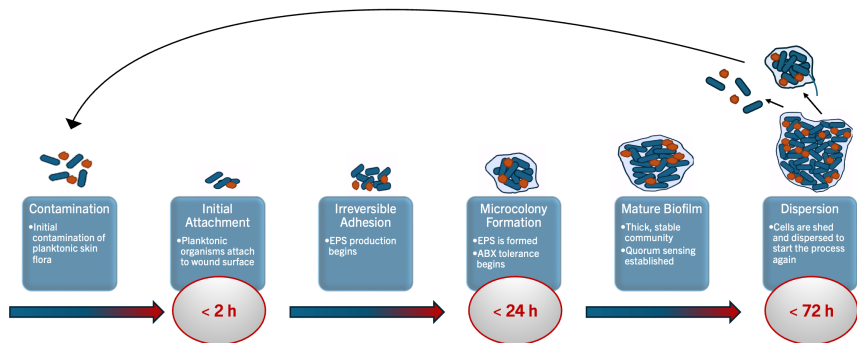 Contamination
•Initial
contamination of
planktonic skin
flora
Initial
Attachment
•Planktonic
organisms attach
to wound surface
Irreversible
Adhesion
•EPS production
begins
Microcolony
Formation
•EPS is formed
•ABX tolerance
begins
Mature Biofilm
•Thick, stable
community
•Quorum sensing
established
Dispersion
•Cells are shed
and dispersed to
start the process
again
< 2 h
< 24 h
< 72 h